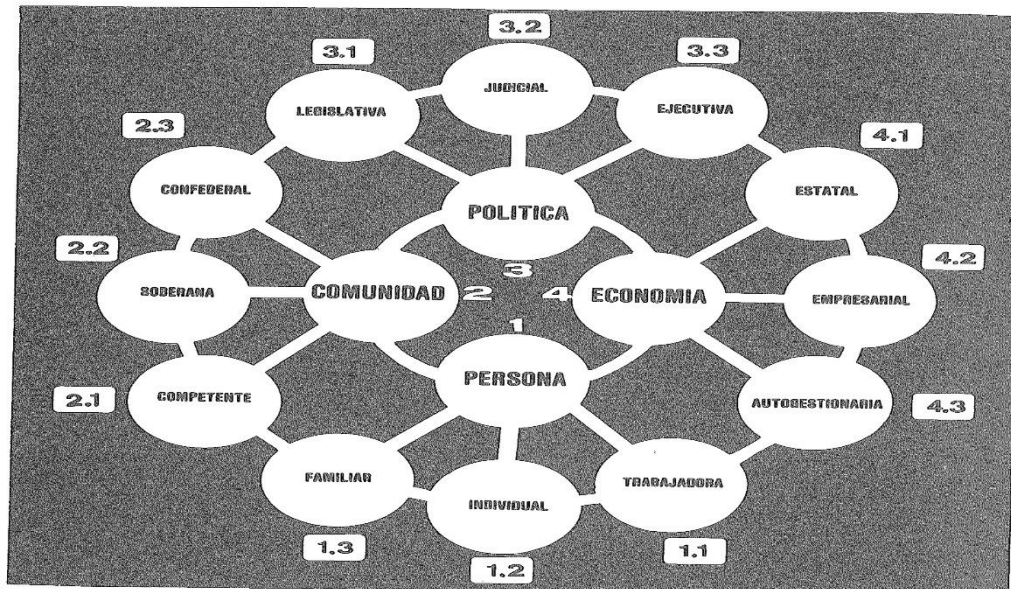 3.2
3.1
3.3
JUDICIAL
LEGISLATIVA
EJECUTIVA
2.3
4.1
CONFEDERAL
ESTATAL
POLITICA
2.2
3
4.2
SOBERANA
COMUNIDAD
2
4
ECONOMIA
EMPRESARIAL
1
PERSONA
2.1
COMPETENTE
AUTOGESTIONARIA
4.3
FAMILIAR
TRABAJADORA
INDIVIDUAL
1.3
1.1
1.2